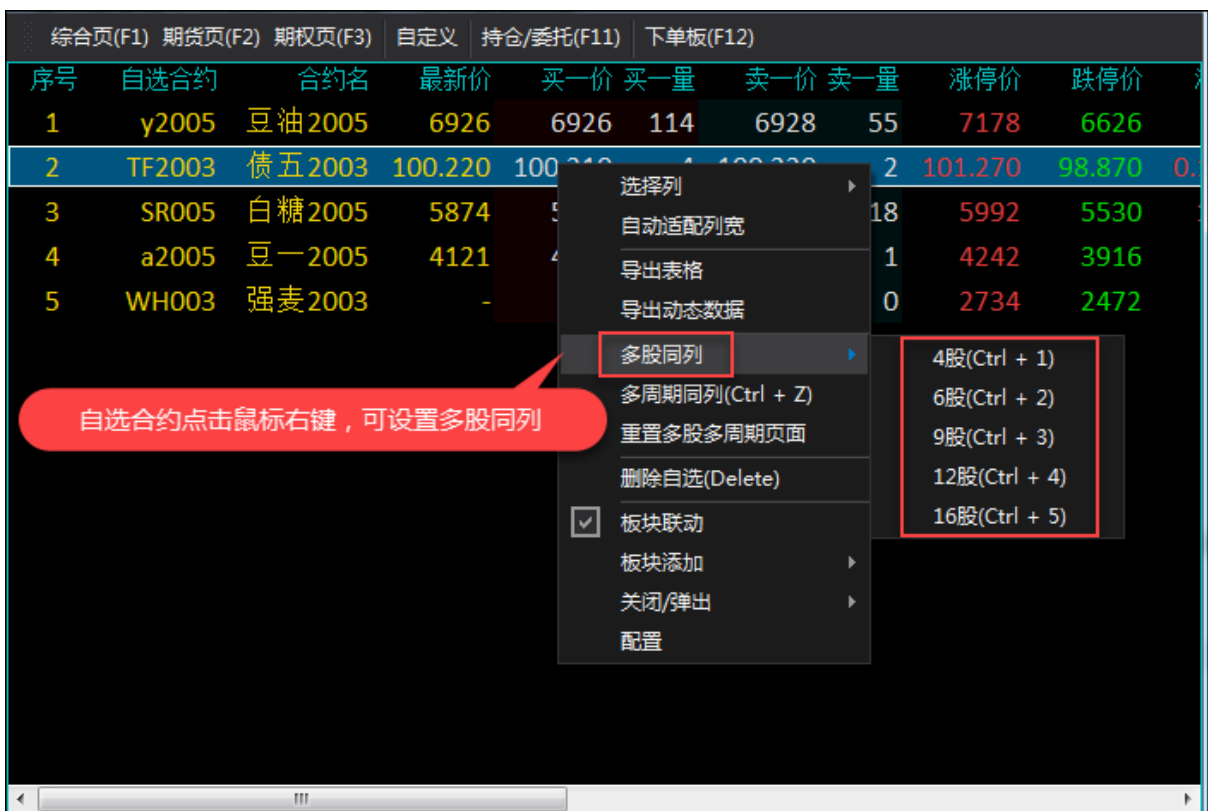 综合页(F1) 期货页(F2) 期权页(F3) 自定义 持仓/委托(F11) 下单板(F12)
序号 自选合约 合约名 最新价 买一价 买一量 卖一价 卖一量 涨停价 跌停价
1 y2005 豆油2005 6926 6926 114 6928 55 7178 6626
2 TF2003 债五2003 100.220 2 101.270 98.870
3 SR005 白糖2005 5874 18 5992 5530
4 a2005 豆一2005 4121 1 4242 3916
5 WH003 强麦2003 - 0 2734 2472
选择列
自动适配列宽
导出表格
导出动态数据
多股同列
多周期同列(Ctrl + Z)
重置多股多周期页面
删除自选(Delete)
板块联动
板块添加
关闭/弹出
配置
4股(Ctrl + 1)
6股(Ctrl + 2)
9股(Ctrl + 3)
12股(Ctrl + 4)
16股(Ctrl + 5)
自选合约点击鼠标右键，可设置多股同列